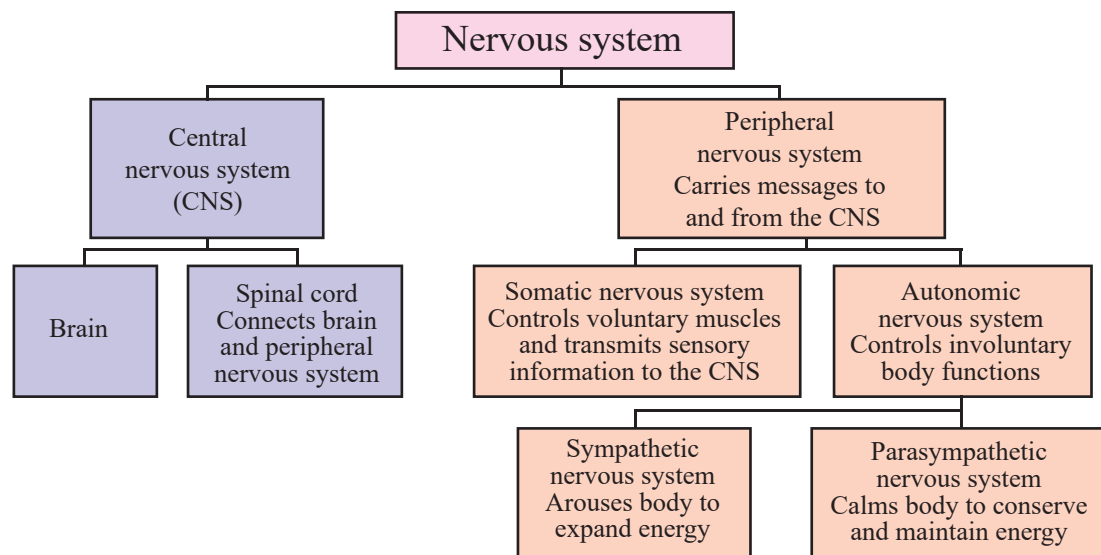 Nervous system
Central
nervous system
(CNS)
Peripheral
nervous system
Carries messages to
and from the CNS
Brain
Spinal cord
Connects brain
and peripheral
nervous system
Somatic nervous system
Controls voluntary muscles
and transmits sensory
information to the CNS
Autonomic
nervous system
Controls involuntary
body functions
Sympathetic
nervous system
Arouses body to
expand energy
Parasympathetic
nervous system
Calms body to conserve
and maintain energy